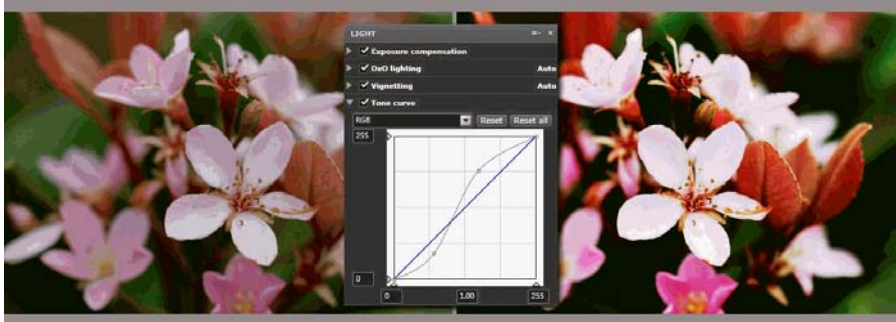 LIGHT
Exposure compensation
DxO lighting Auto
Vignetting Auto
Tone curve
RGB Reset Reset all
255
0
0 1.00 255